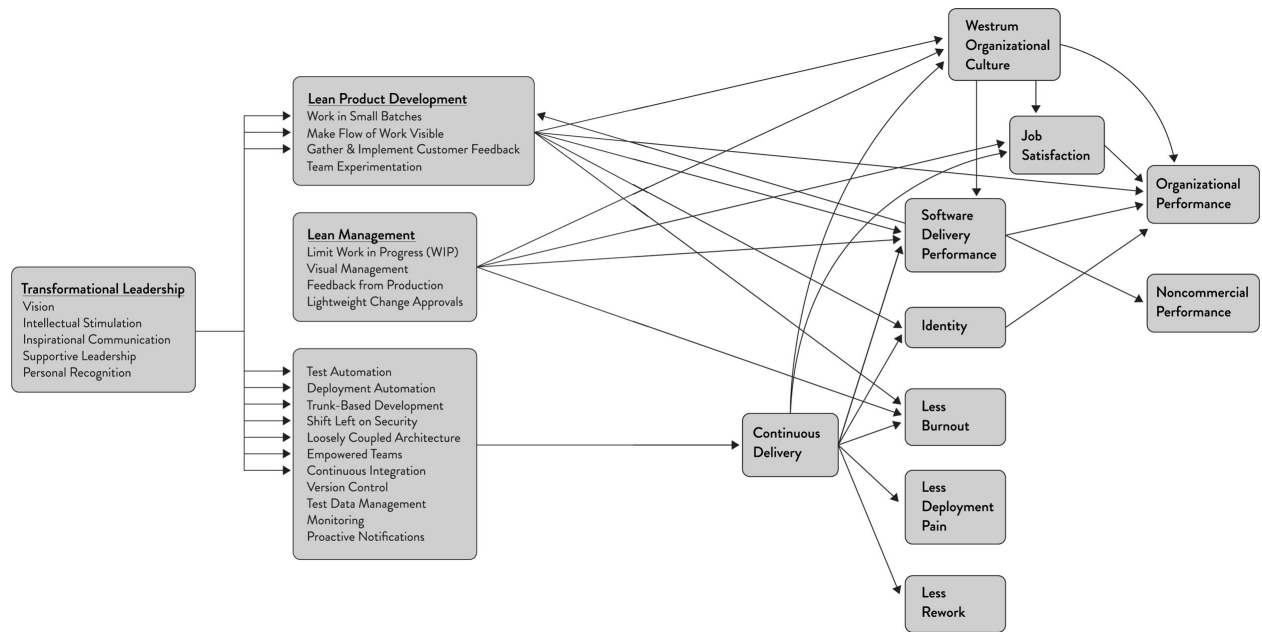 Transformational Leadership
Vision
Intellectual Stimulation
Inspirational Communication
Supportive Leadership
Personal Recognition
Lean Product Development
Work in Small Batches
Make Flow of Work Visible
Gather & Implement Customer Feedback
Team Experimentation
Lean Management
Limit Work in Progress (WIP)
Visual Management
Feedback from Production
Lightweight Change Approvals
Test Automation
Deployment Automation
Trunk-Based Development
Shift Left on Security
Loosely Coupled Architecture
Empowered Teams
Continuous Integration
Version Control
Test Data Management
Monitoring
Proactive Notifications
Continuous
Delivery
Westrum
Organizational
Culture
Job
Satisfaction
Software
Delivery
Performance
Identity
Less
Burnout
Less
Deployment
Pain
Less
Rework
Organizational
Performance
Noncommercial
Performance